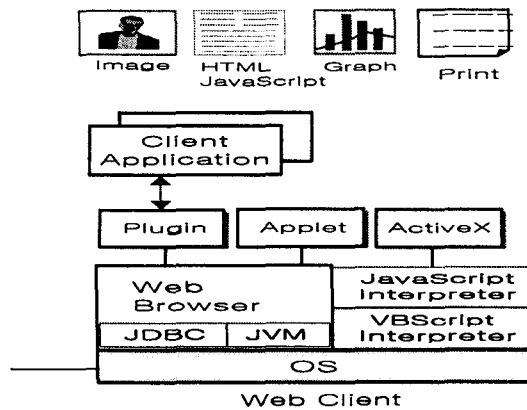 Image
HTML
JavaScript
Graph
Print
Client
Application
Plugin
Applet
ActiveX
Web
Browser
JavaScript
Interpreter
VBScript
Interpreter
JDBC
JVM
OS
Web Client